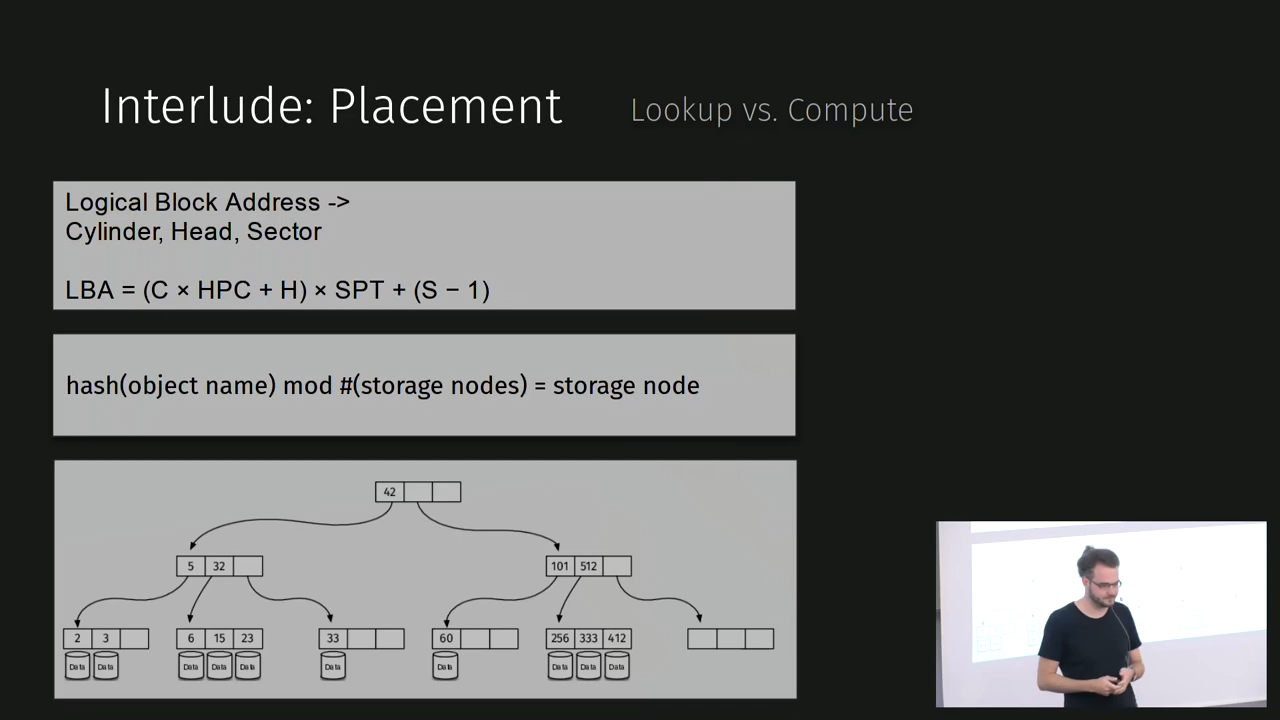 Interlude: Placement
Lookup vs. Compute
Logical Block Address ->
Cylinder, Head, Sector
LBA = (C × HPC + H) × SPT + (S − 1)
hash(object name) mod #(storage nodes) = storage node
42
5 32
101 512
2 3
6 15 23
33
60
256 333 412
Data Data Data Data Data Data Data Data Data Data